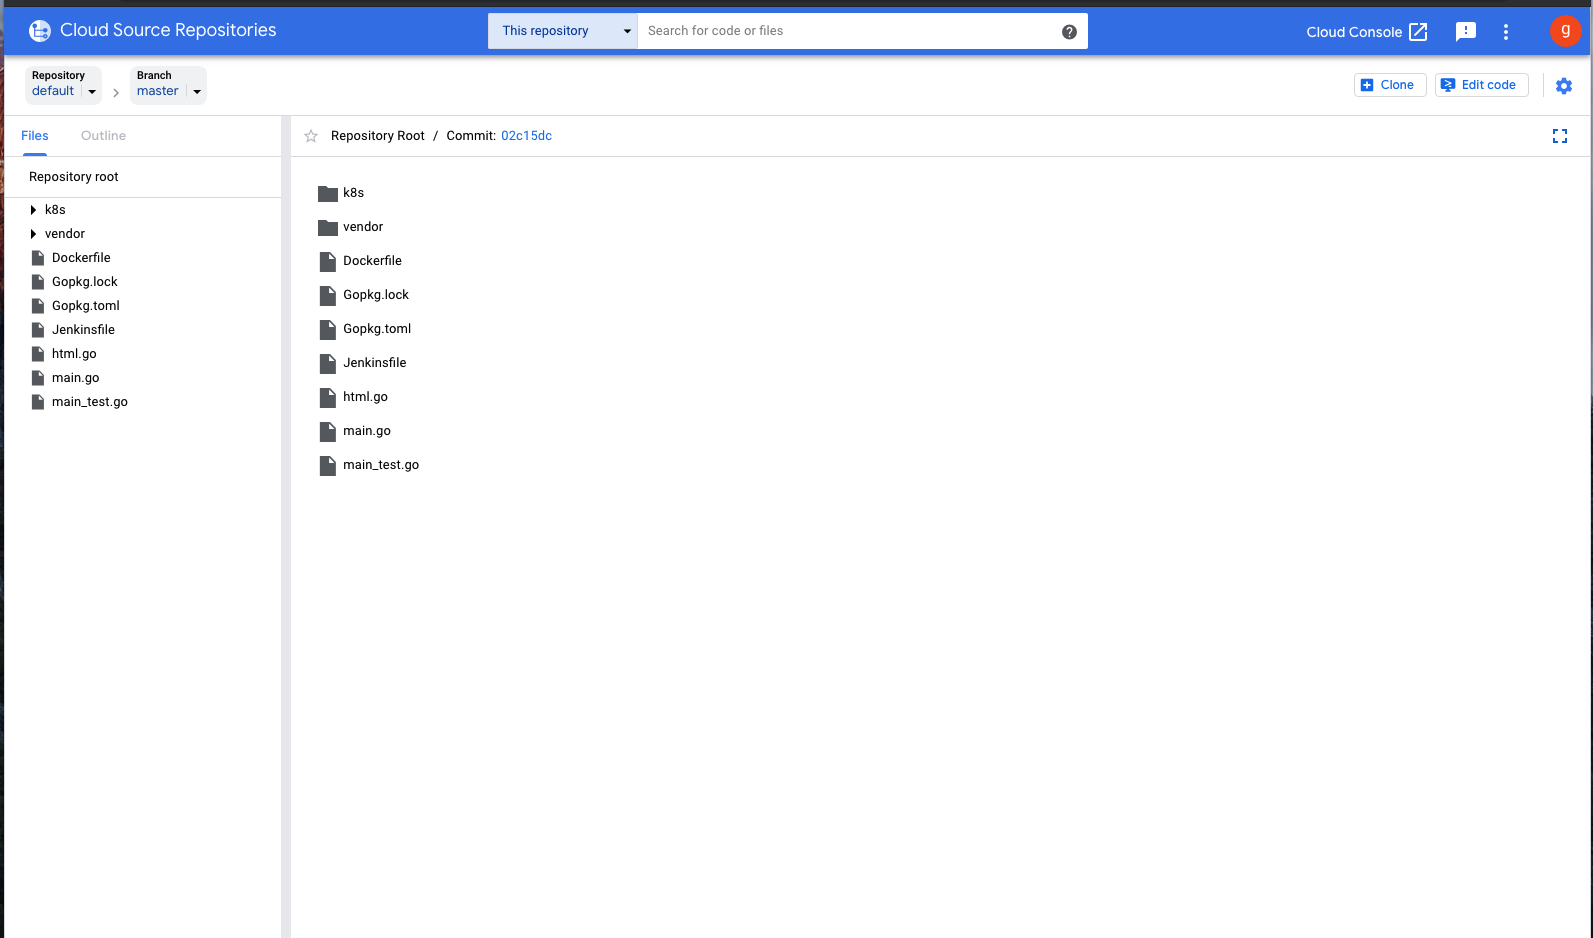 Cloud Source Repositories
This repository
Search for code or files
Cloud Console
g
Repository
default
Branch
master
Clone
Edit code
Files
Outline
Repository Root / Commit: 02c15dc
Repository root
k8s
vendor
Dockerfile
Gopkg.lock
Gopkg.toml
Jenkinsfile
html.go
main.go
main_test.go
k8s
vendor
Dockerfile
Gopkg.lock
Gopkg.toml
Jenkinsfile
html.go
main.go
main_test.go